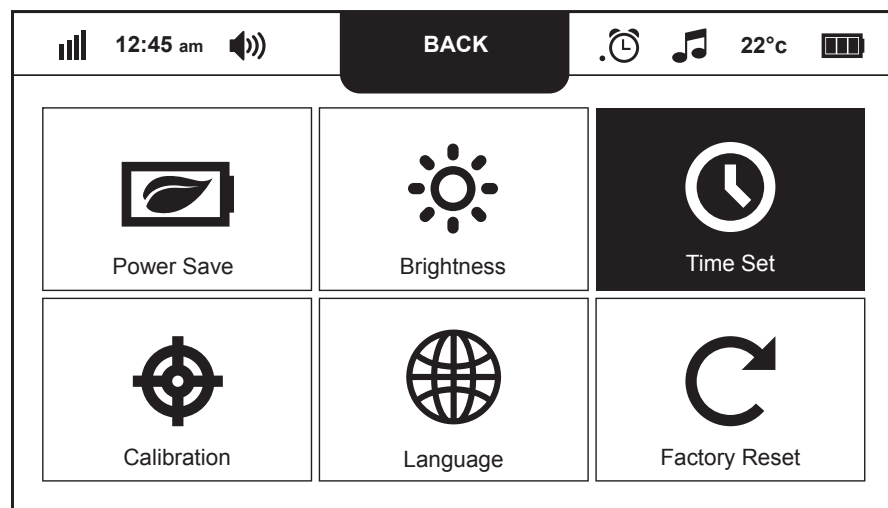 12:45 am BACK 22°c
Power Save Brightness Time Set
Calibration Language Factory Reset